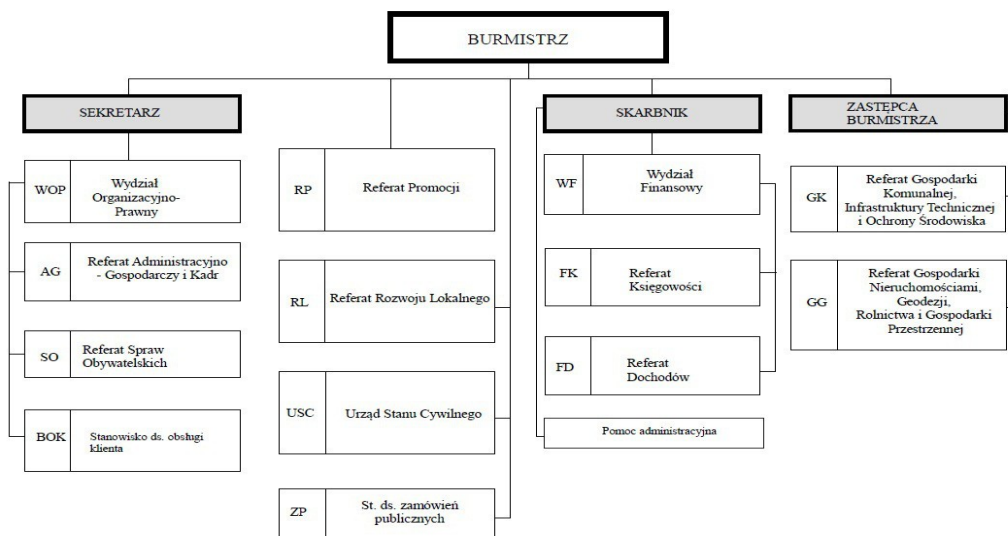 BURMISTRZ
SEKRETARZ
WOP
Wydział
Organizacyjno-
Prawny
AG
Referat Administracyjno
- Gospodarczy i Kadr
SO
Referat Spraw
Obywatelskich
BOK
Stanowisko ds. obsługi
klienta
RP
Referat Promocji
RL
Referat Rozwoju Lokalnego
USC
Urząd Stanu Cywilnego
ZP
St. ds. zamówień
publicznych
SKARBNIK
WF
Wydział
Finansowy
FK
Referat
Księgowości
FD
Referat
Dochodów
Pomoc administracyjna
ZASTĘPCA
BURMISTRZA
GK
Referat Gospodarki
Komunalnej,
Infrastruktury Technicznej
i Ochrony Środowiska
GG
Referat Gospodarki
Nieruchomościami,
Geodezji,
Rolnictwa i Gospodarki
Przestrzennej